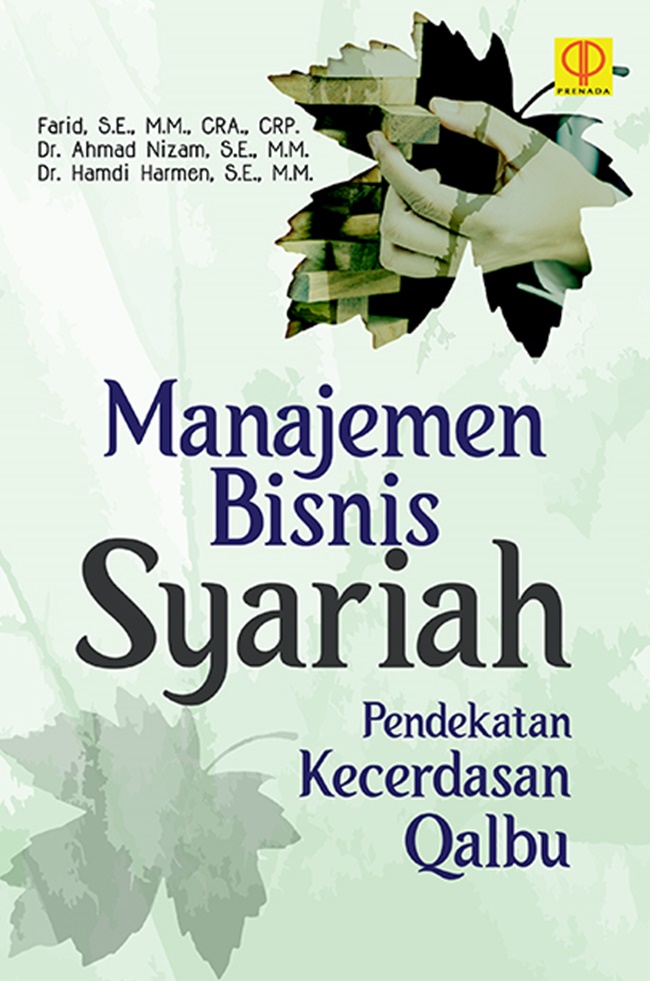 Farid, S.E., M.M., CRA., CRP.
Dr. Ahmad Nizam, S.E., M.M.
Dr. Hamdi Harmen, S.E., M.M.
PRENADA
Manajemen
Bisnis
Syariah
Pendekatan
Kecerdasan
Qalbu